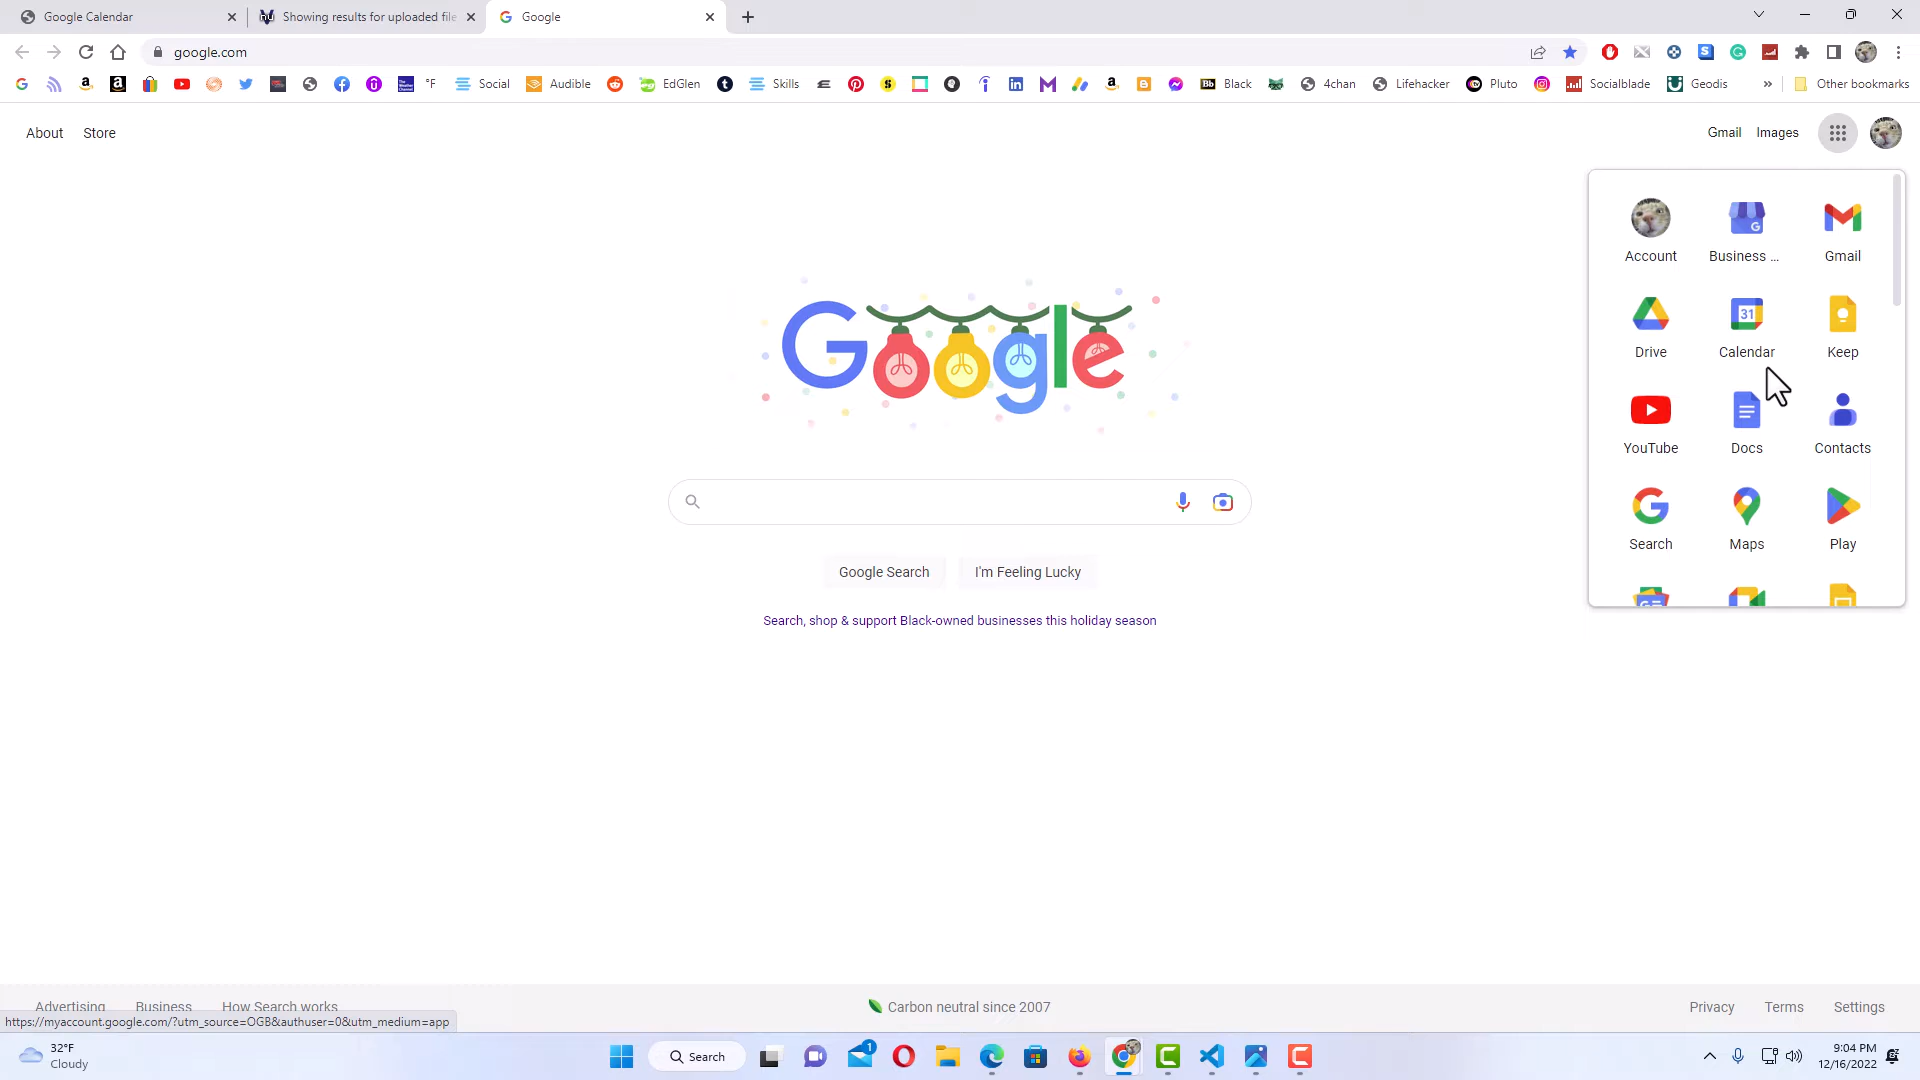 Google Calendar
Showing results for uploaded file
Google
google.com
°F
Social
Audible
EdGlen
Skills
Bb
Black
4chan
Lifehacker
Pluto
Socialblade
Geodis
»
Other bookmarks
About
Store
Gmail
Images
Account
Business ...
Gmail
31
Drive
Calendar
Keep
YouTube
Docs
Contacts
Search
Maps
Play
Google
Google Search
I'm Feeling Lucky
Search, shop & support Black-owned businesses this holiday season
Advertising
Business
How Search works
Carbon neutral since 2007
Privacy
Terms
Settings
https://myaccount.google.com/?utm_source=OGB&authuser=0&utm_medium=app
32°F
Cloudy
Search
1
9:04 PM
12/16/2022